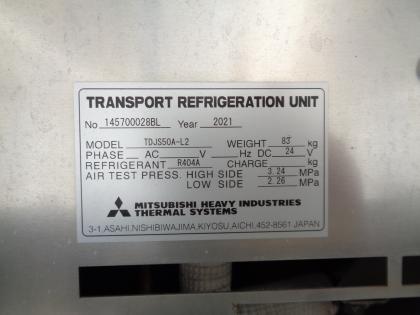 TRANSPORT REFRIGERATION UNIT
No 145700028BL Year 2021
MODEL TDJS50A-L2 WEIGHT 83 kg
PHASE AC V Hz DC 24 V
REFRIGERANT R404A CHARGE kg
AIR TEST PRESS. HIGH SIDE 3.24 MPa
LOW SIDE 2.26 MPa
MITSUBISHI HEAVY INDUSTRIES
THERMAL SYSTEMS
3-1,ASAHI,NISHIBIWAJIMA,KIYOSU,AICHI,452-8561 JAPAN